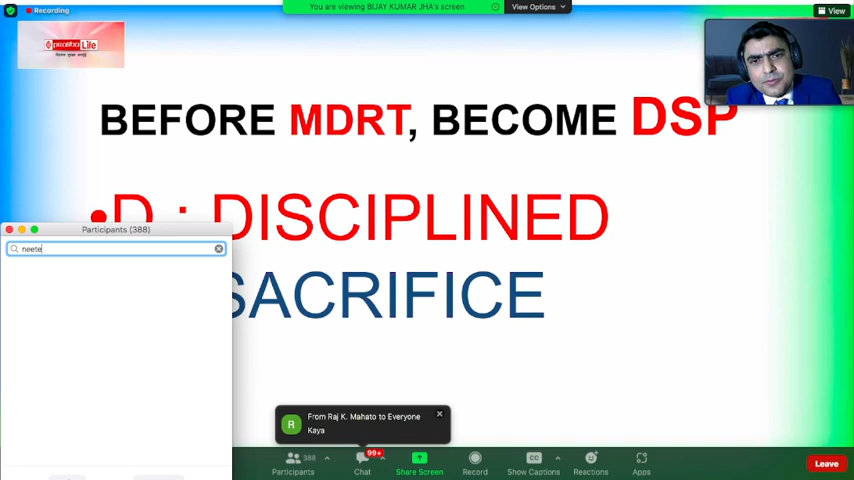 Recording
You are viewing BIJAY KUMAR JHA's screen
View Options
View
Life
BEFORE MDRT, BECOME DSP
•D : DISCIPLINED
Participants (388)
neete
SACRIFICE
From Raj K. Mahato to Everyone
R
Kaya
388
99+
CC
Participants
Chat
Share Screen
Record
Show Captions
Reactions
Apps
Leave